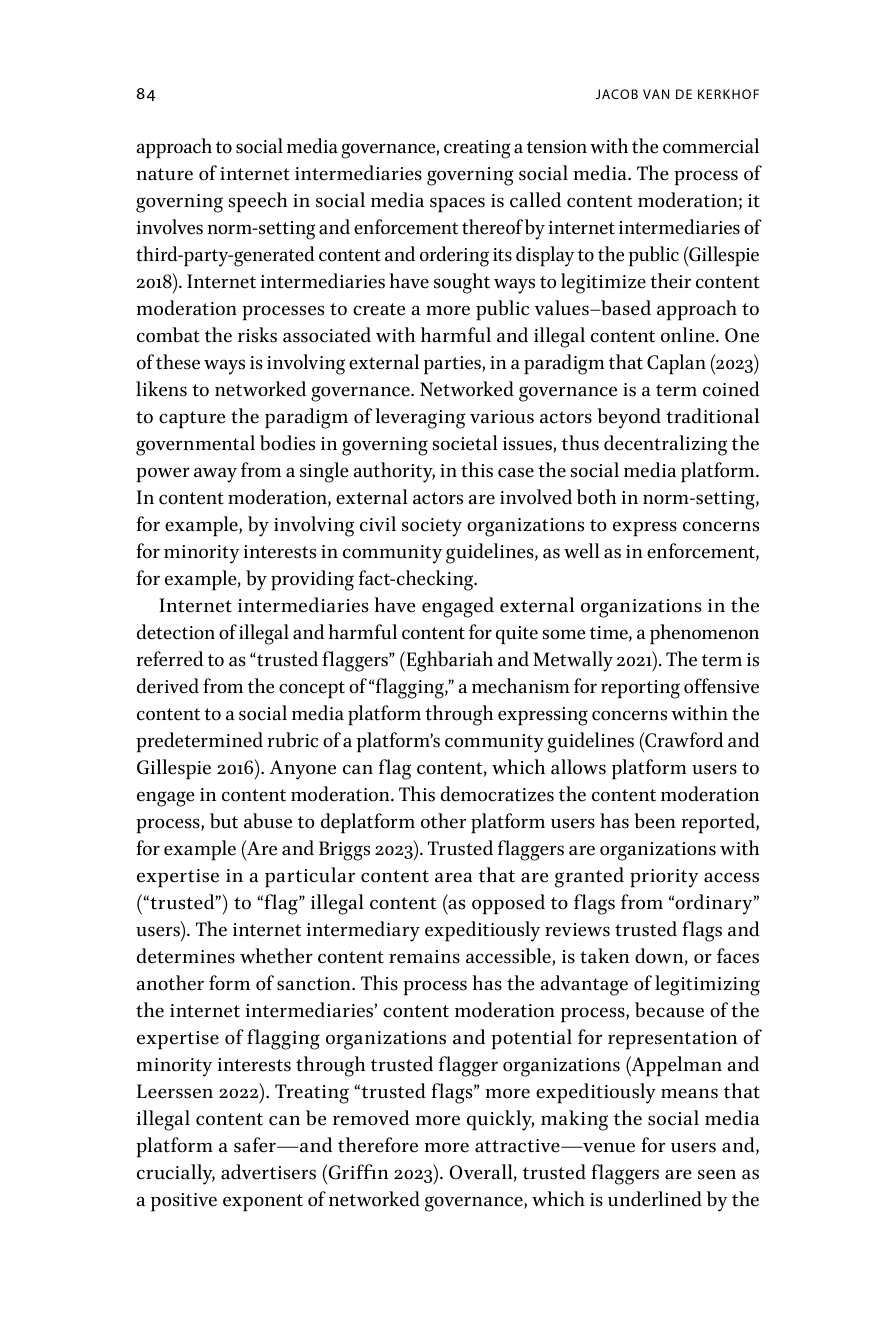 84
JACOB VAN DE KERKHOF
approach to social media governance, creating a tension with the commercial
nature of internet intermediaries governing social media. The process of
governing speech in social media spaces is called content moderation; it
involves norm-setting and enforcement thereof by internet intermediaries of
third-party-generated content and ordering its display to the public (Gillespie
2018). Internet intermediaries have sought ways to legitimize their content
moderation processes to create a more public values–based approach to
combat the risks associated with harmful and illegal content online. One
of these ways is involving external parties, in a paradigm that Caplan (2023)
likens to networked governance. Networked governance is a term coined
to capture the paradigm of leveraging various actors beyond traditional
governmental bodies in governing societal issues, thus decentralizing the
power away from a single authority, in this case the social media platform.
In content moderation, external actors are involved both in norm-setting,
for example, by involving civil society organizations to express concerns
for minority interests in community guidelines, as well as in enforcement,
for example, by providing fact-checking.
Internet intermediaries have engaged external organizations in the
detection of illegal and harmful content for quite some time, a phenomenon
referred to as “trusted flaggers” (Eghbariah and Metwally 2021). The term is
derived from the concept of “flagging,” a mechanism for reporting offensive
content to a social media platform through expressing concerns within the
predetermined rubric of a platform’s community guidelines (Crawford and
Gillespie 2016). Anyone can flag content, which allows platform users to
engage in content moderation. This democratizes the content moderation
process, but abuse to deplatform other platform users has been reported,
for example (Are and Briggs 2023). Trusted flaggers are organizations with
expertise in a particular content area that are granted priority access
(“trusted”) to “flag” illegal content (as opposed to flags from “ordinary”
users). The internet intermediary expeditiously reviews trusted flags and
determines whether content remains accessible, is taken down, or faces
another form of sanction. This process has the advantage of legitimizing
the internet intermediaries’ content moderation process, because of the
expertise of flagging organizations and potential for representation of
minority interests through trusted flagger organizations (Appelman and
Leerssen 2022). Treating “trusted flags” more expeditiously means that
illegal content can be removed more quickly, making the social media
platform a safer—and therefore more attractive—venue for users and,
crucially, advertisers (Griffin 2023). Overall, trusted flaggers are seen as
a positive exponent of networked governance, which is underlined by the